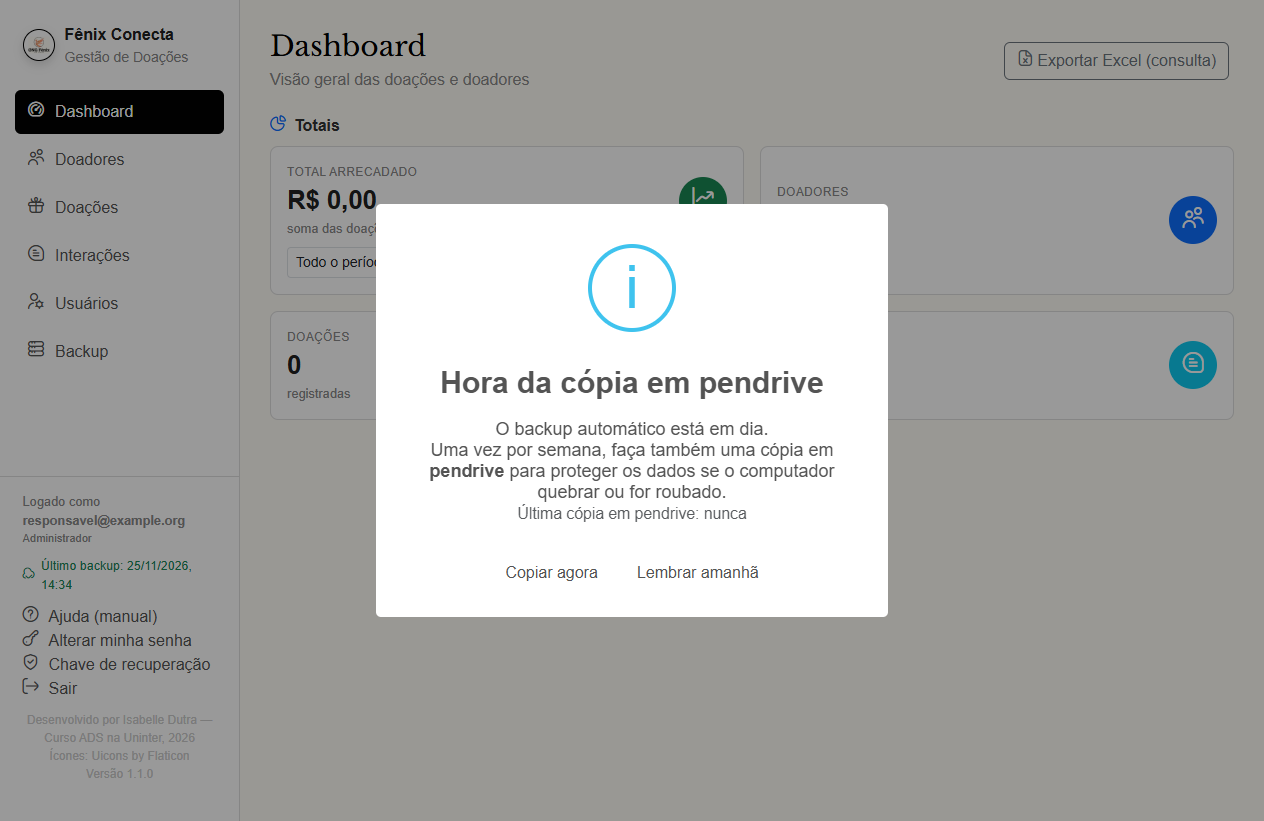 Fênix Conecta
Gestão de Doações
Dashboard
Doadores
Doações
Interações
Usuários
Backup
Logado como
responsavel@example.org
Administrador
Último backup: 25/11/2026,
14:34
Ajuda (manual)
Alterar minha senha
Chave de recuperação
Sair
Desenvolvido por Isabelle Dutra —
Curso ADS na Uninter, 2026
Ícones: Uicons by Flaticon
Versão 1.1.0
Dashboard
Visão geral das doações e doadores
Exportar Excel (consulta)
Totais
TOTAL ARRECADADO
R$ 0,00
soma das
Todo o
DOADORES
DOAÇÕES
0
registradas
Hora da cópia em pendrive
O backup automático está em dia.
Uma vez por semana, faça também uma cópia em
pendrive para proteger os dados se o computador
quebrar ou for roubado.
Última cópia em pendrive: nunca
Copiar agora
Lembrar amanhã